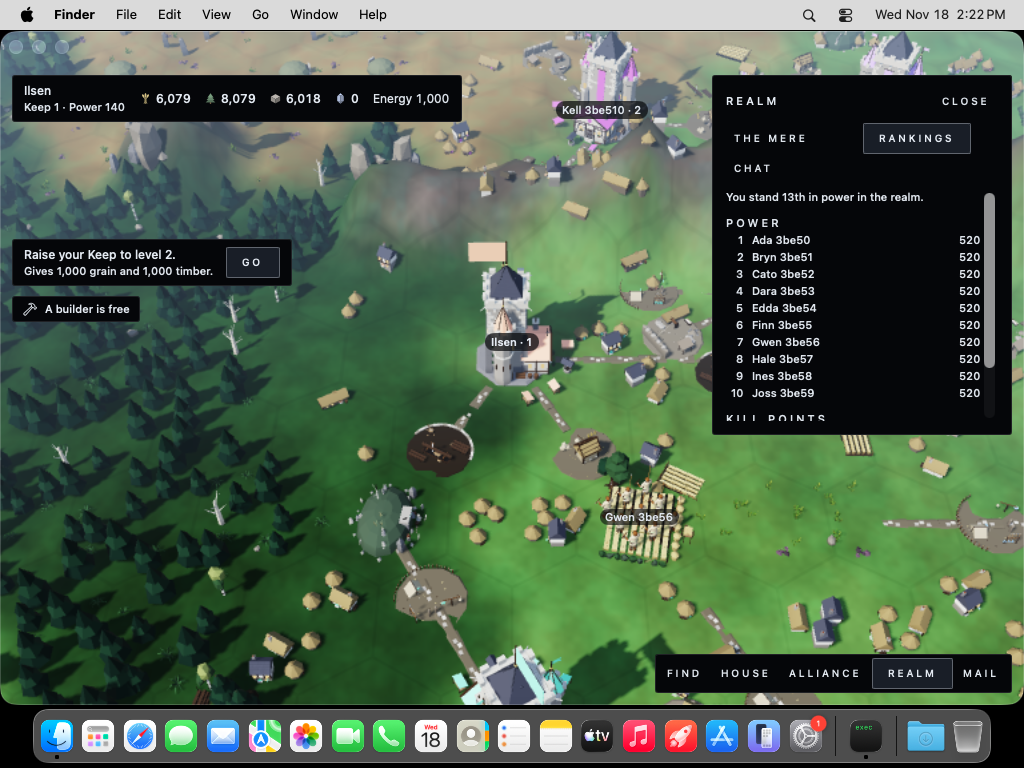 Finder File Edit View Go Window Help
Wed Nov 18 2:22 PM
Ilsen
Keep 1 · Power 140
6,079 8,079 6,018 0 Energy 1,000
Kell 3be510 · 2
REALM CLOSE
THE MERE RANKINGS
CHAT
You stand 13th in power in the realm.
POWER
1 Ada 3be50 520
2 Bryn 3be51 520
3 Cato 3be52 520
4 Dara 3be53 520
5 Edda 3be54 520
6 Finn 3be55 520
7 Gwen 3be56 520
8 Hale 3be57 520
9 Ines 3be58 520
10 Joss 3be59 520
KILL POINTS
Raise your Keep to level 2.
Gives 1,000 grain and 1,000 timber.
GO
A builder is free
Ilsen · 1
Gwen 3be56
FIND HOUSE ALLIANCE REALM MAIL
Wed
18
tv
1
exec